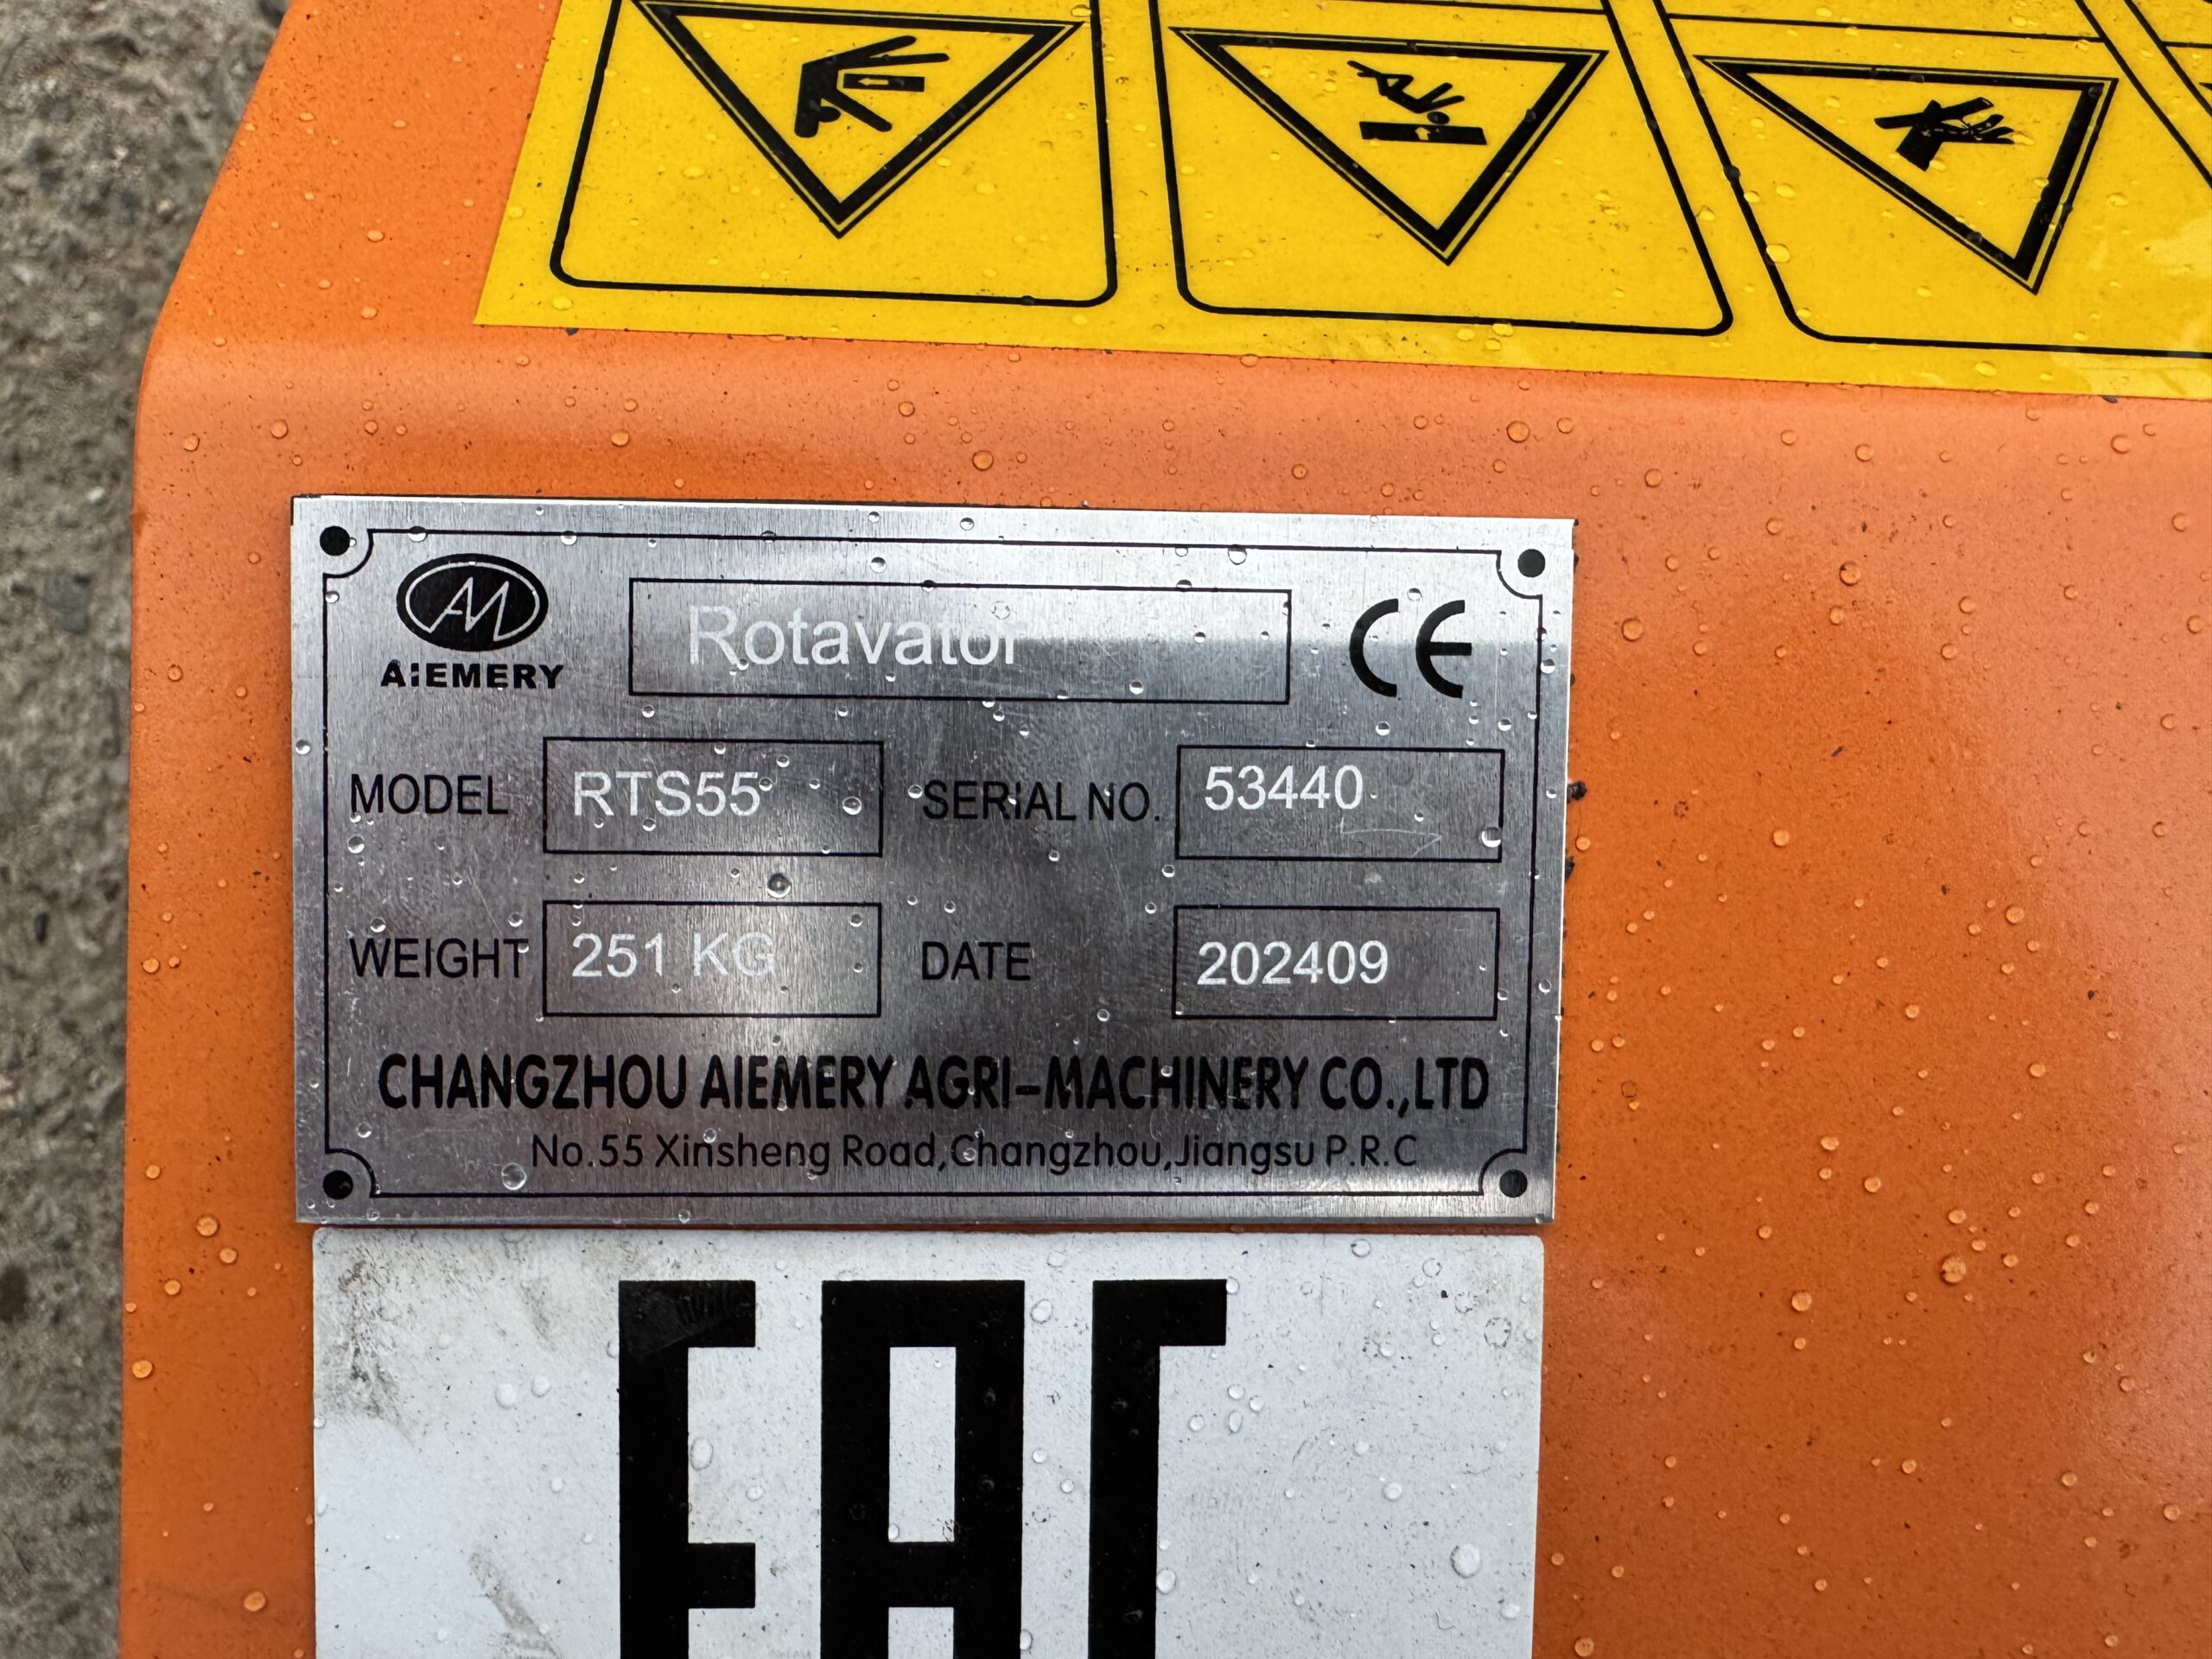 AiEMERY
Rotavator
CE
MODEL RTS55 SERIAL NO. 53440
WEIGHT 251 KG DATE 202409
CHANGZHOU AIEMERY AGRI-MACHINERY CO.,LTD
No.55 Xinsheng Road,Changzhou,Jiangsu P.R.C
EAC